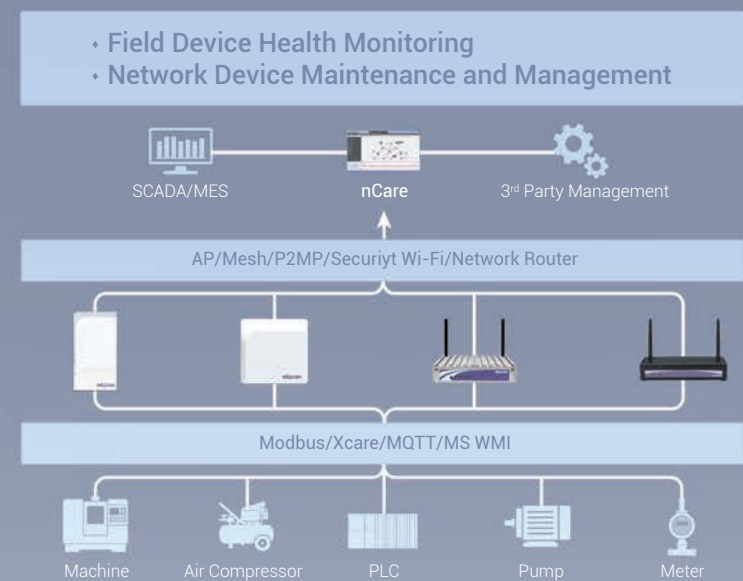 • Field Device Health Monitoring
• Network Device Maintenance and Management
SCADA/MES
nCare
3rd Party Management
AP/Mesh/P2MP/Securiyt Wi-Fi/Network Router
Modbus/Xcare/MQTT/MS WMI
Machine
Air Compressor
PLC
Pump
Meter